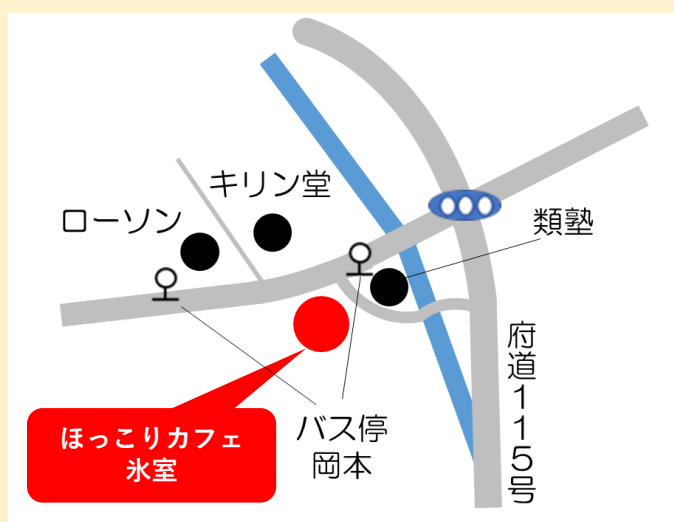 キリン堂
ローソン
類塾
府道115号
バス停
岡本
ほっこりカフェ
氷室